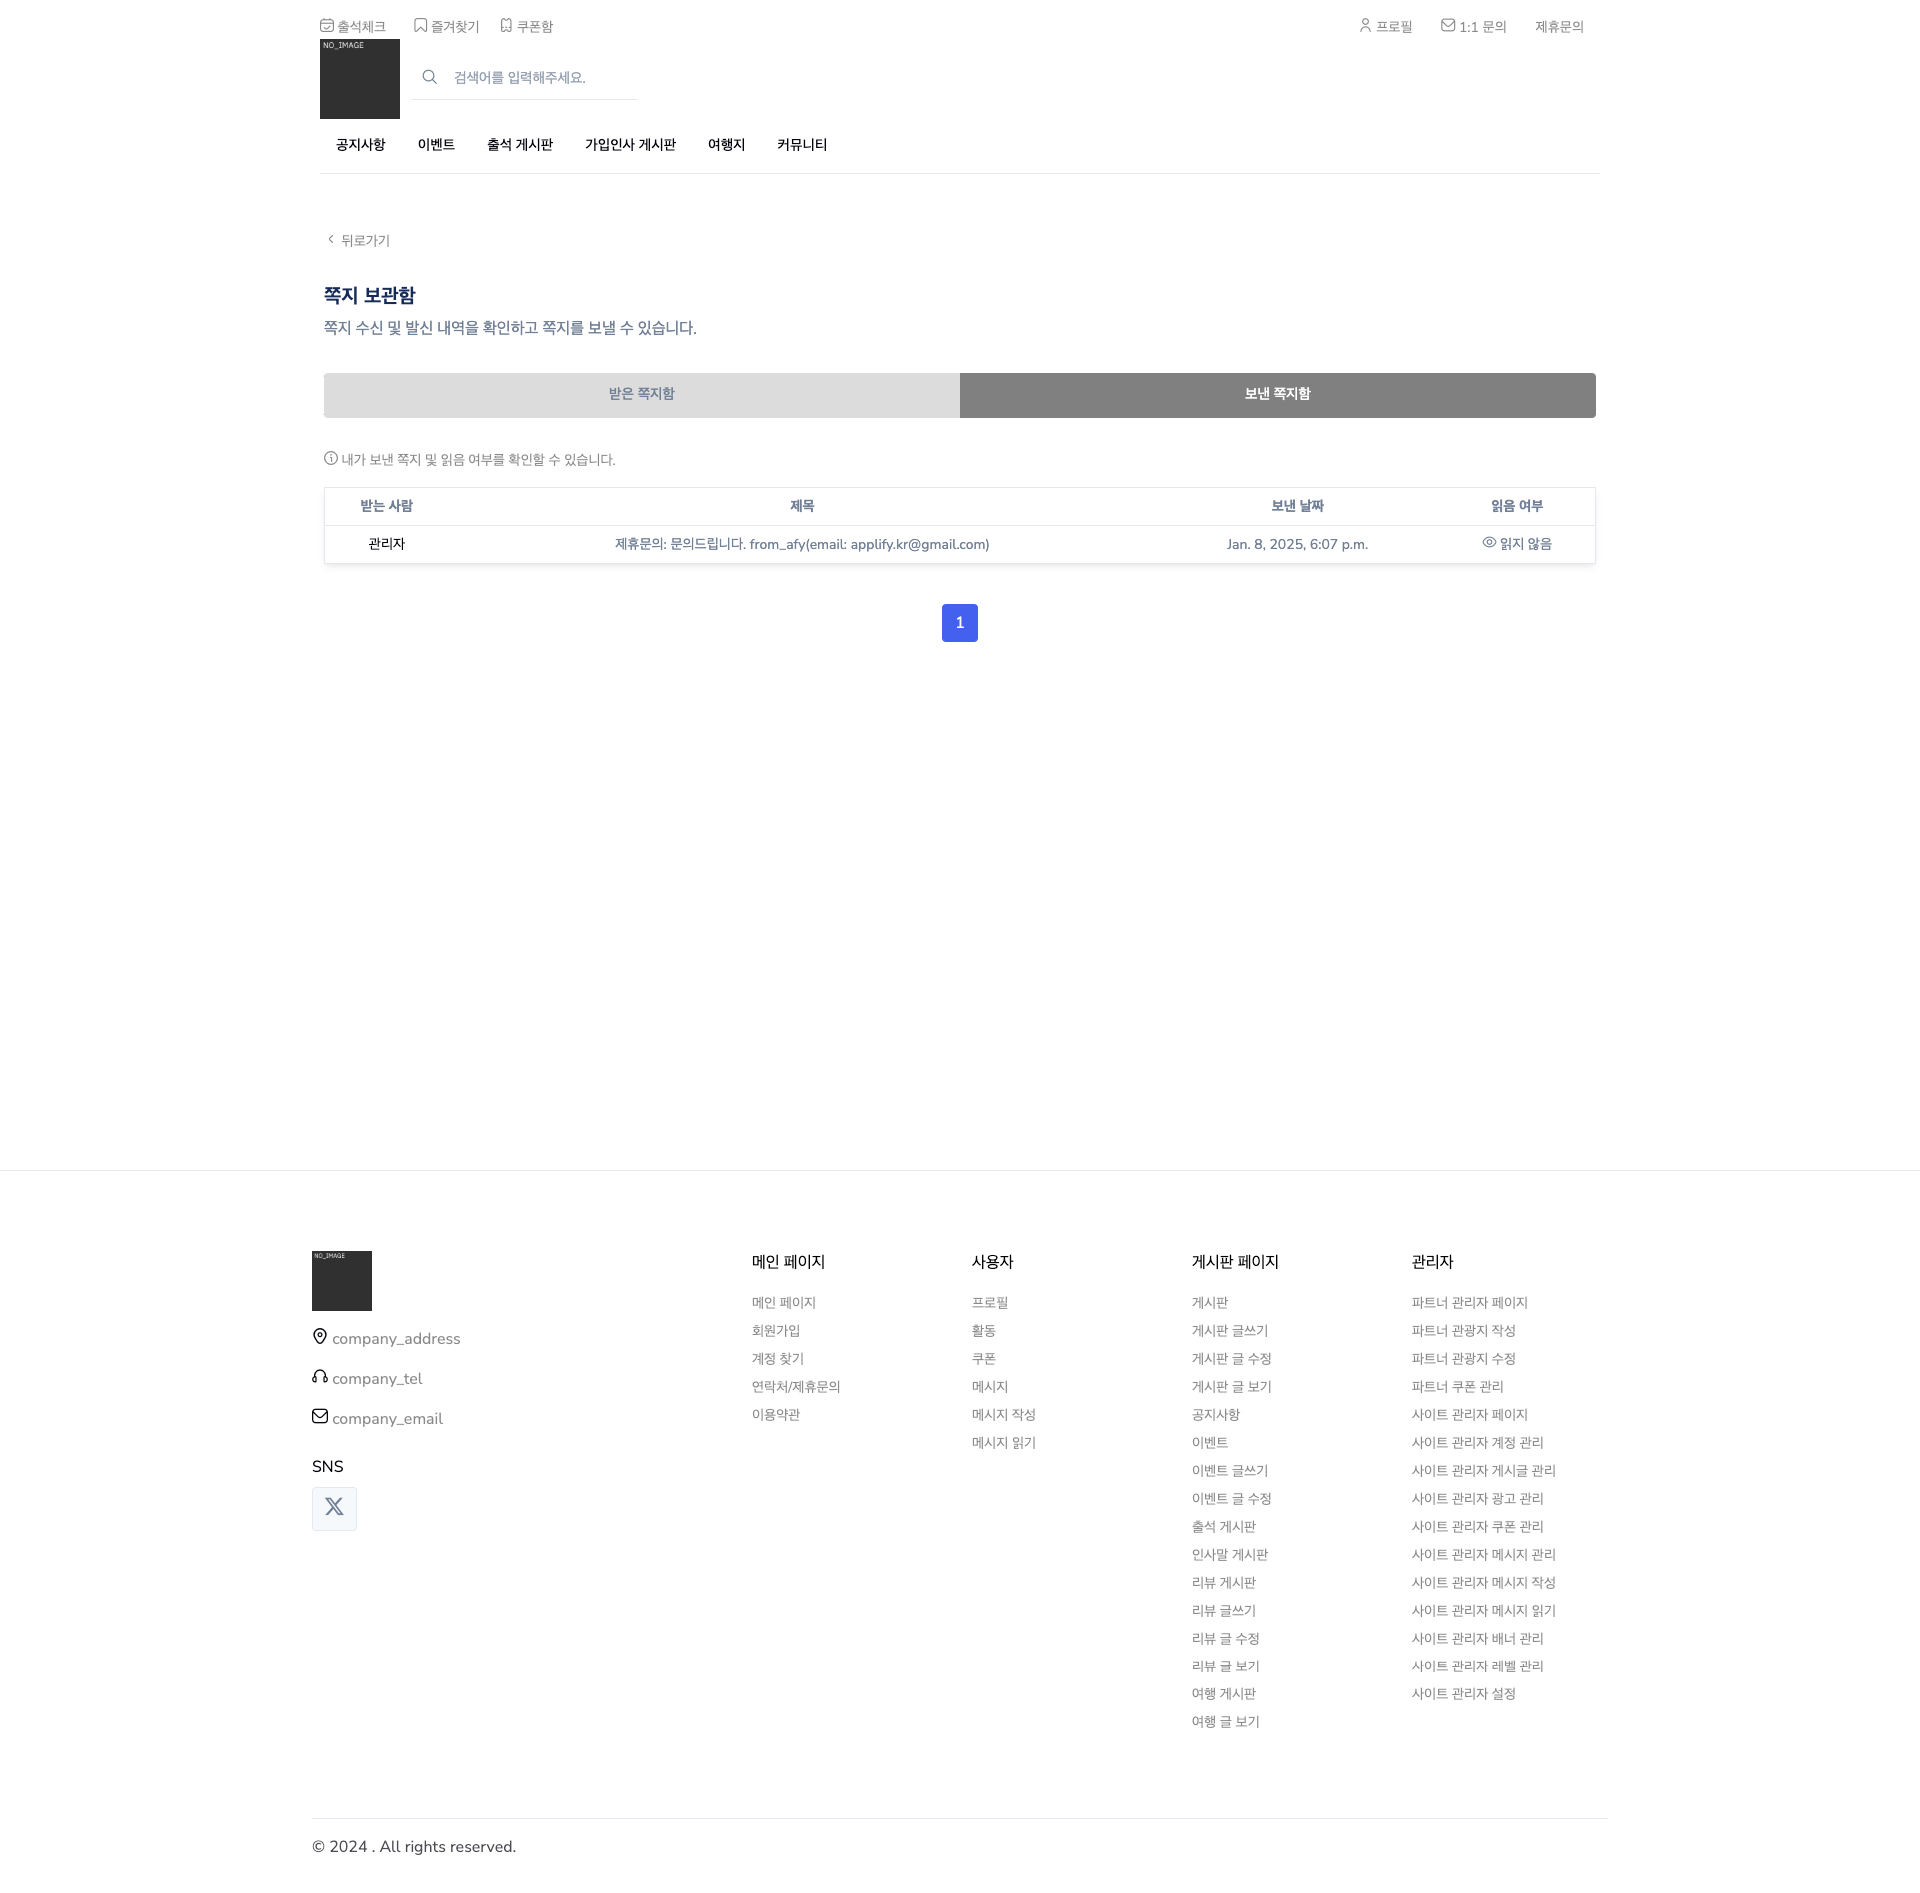 출석체크 즐겨찾기 쿠폰함 프로필 1:1 문의 제휴문의
NO_IMAGE
검색어를 입력해주세요.
공지사항 이벤트 출석 게시판 가입인사 게시판 여행지 커뮤니티
뒤로가기
쪽지 보관함
쪽지 수신 및 발신 내역을 확인하고 쪽지를 보낼 수 있습니다.
받은 쪽지함 보낸 쪽지함
내가 보낸 쪽지 및 읽음 여부를 확인할 수 있습니다.
받는 사람 제목 보낸 날짜 읽음 여부
관리자 제휴문의: 문의드립니다. from_afy(email: applify.kr@gmail.com) Jan. 8, 2025, 6:07 p.m. 읽지 않음
1
NO_IMAGE
company_address
company_tel
company_email
SNS
메인 페이지
메인 페이지
회원가입
계정 찾기
연락처/제휴문의
이용약관
사용자
프로필
활동
쿠폰
메시지
메시지 작성
메시지 읽기
게시판 페이지
게시판
게시판 글쓰기
게시판 글 수정
게시판 글 보기
공지사항
이벤트
이벤트 글쓰기
이벤트 글 수정
출석 게시판
인사말 게시판
리뷰 게시판
리뷰 글쓰기
리뷰 글 수정
리뷰 글 보기
여행 게시판
여행 글 보기
관리자
파트너 관리자 페이지
파트너 관광지 작성
파트너 관광지 수정
파트너 쿠폰 관리
사이트 관리자 페이지
사이트 관리자 계정 관리
사이트 관리자 게시글 관리
사이트 관리자 광고 관리
사이트 관리자 쿠폰 관리
사이트 관리자 메시지 관리
사이트 관리자 메시지 작성
사이트 관리자 메시지 읽기
사이트 관리자 배너 관리
사이트 관리자 레벨 관리
사이트 관리자 설정
© 2024 . All rights reserved.